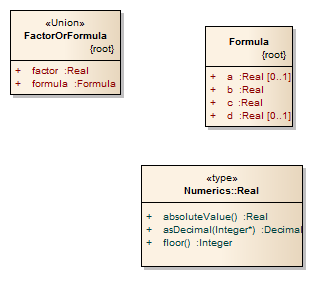 «Union»
FactorOrFormula
{root}
+ factor :Real
+ formula :Formula
Formula
{root}
+ a :Real [0..1]
+ b :Real
+ c :Real
+ d :Real [0..1]
«type»
Numerics::Real
+ absoluteValue() :Real
+ asDecimal(Integer*) :Decimal
+ floor() :Integer